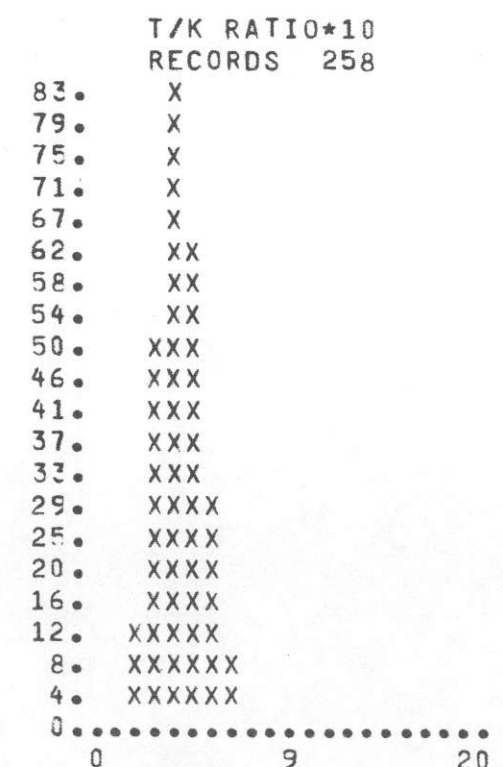 T/K RATIO*10
RECORDS 258
83. X
79. X
75. X
71. X
67. X
62. XX
58. XX
54. XX
50. XXX
46. XXX
41. XXX
37. XXX
33. XXX
29. XXXX
25. XXXX
20. XXXX
16. XXXX
12. XXXXX
8. XXXXXX
4. XXXXXX
0......................
0 9 20